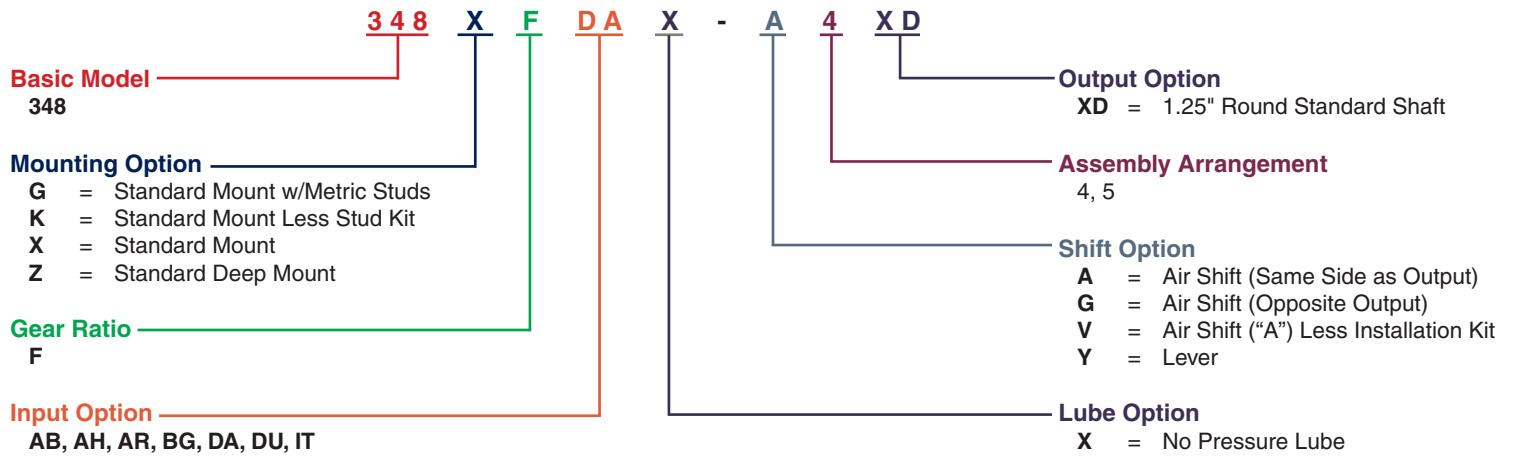 348 X F DA X - A 4 XD
Basic Model
348
Mounting Option
G = Standard Mount w/Metric Studs
K = Standard Mount Less Stud Kit
X = Standard Mount
Z = Standard Deep Mount
Gear Ratio
F
Input Option
AB, AH, AR, BG, DA, DU, IT
Output Option
XD = 1.25" Round Standard Shaft
Assembly Arrangement
4, 5
Shift Option
A = Air Shift (Same Side as Output)
G = Air Shift (Opposite Output)
V = Air Shift (“A”) Less Installation Kit
Y = Lever
Lube Option
X = No Pressure Lube